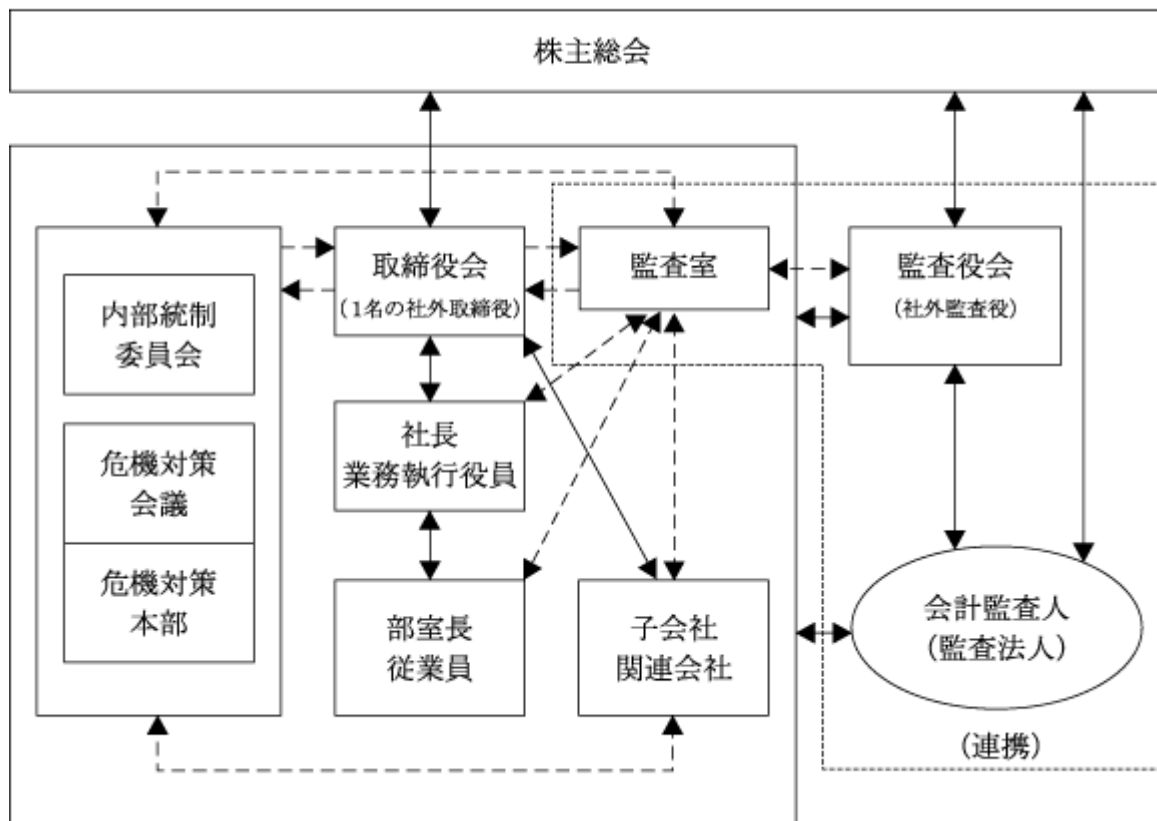 株主総会
取締役会
（1名の社外取締役）
監査室
監査役会
（社外監査役）
内部統制
委員会
社長
業務執行役員
危機対策
会議
危機対策
本部
部室長
従業員
子会社
関連会社
会計監査人
（監査法人）
（連携）